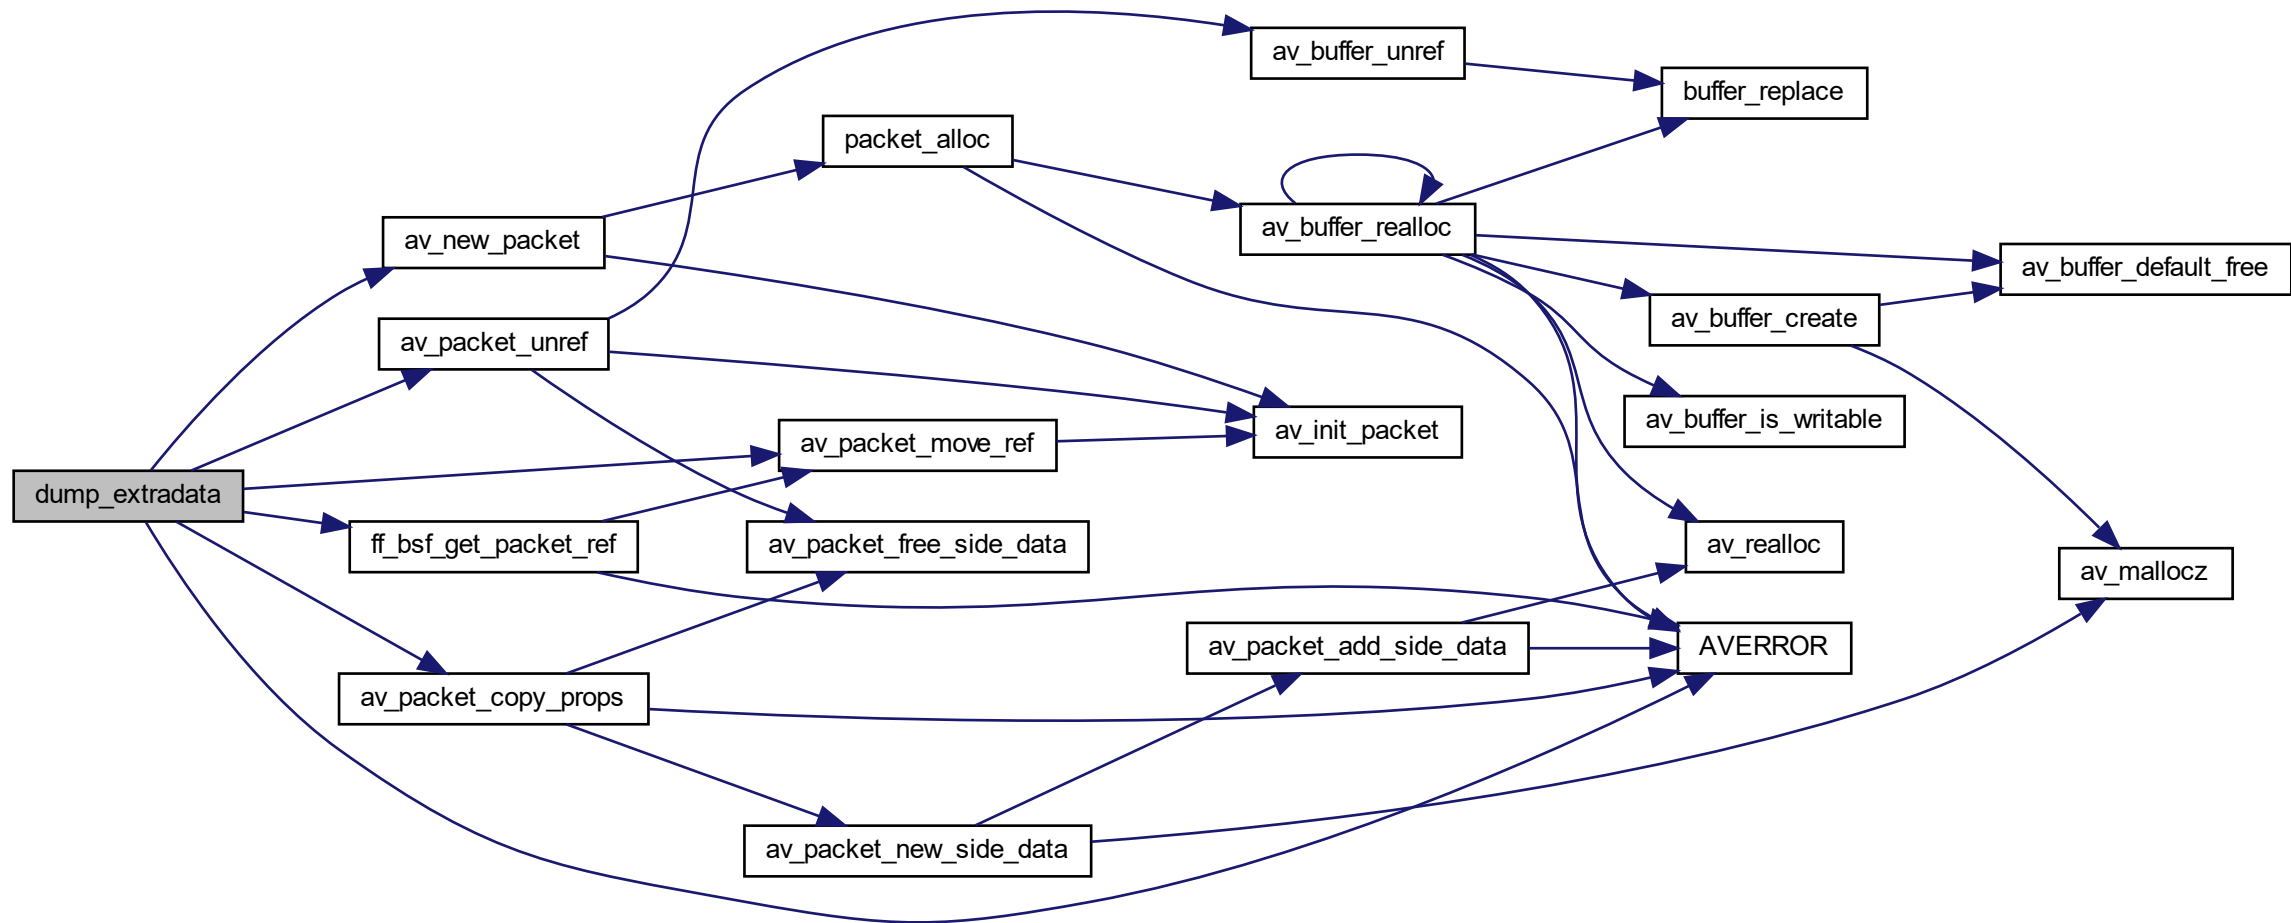 av_buffer_unref
buffer_replace
packet_alloc
av_new_packet
av_buffer_realloc
av_buffer_default_free
av_packet_unref
av_buffer_create
av_buffer_is_writable
av_packet_move_ref
av_init_packet
dump_extradata
ff_bsf_get_packet_ref
av_packet_free_side_data
av_realloc
av_mallocz
av_packet_add_side_data
AVERROR
av_packet_copy_props
av_packet_new_side_data